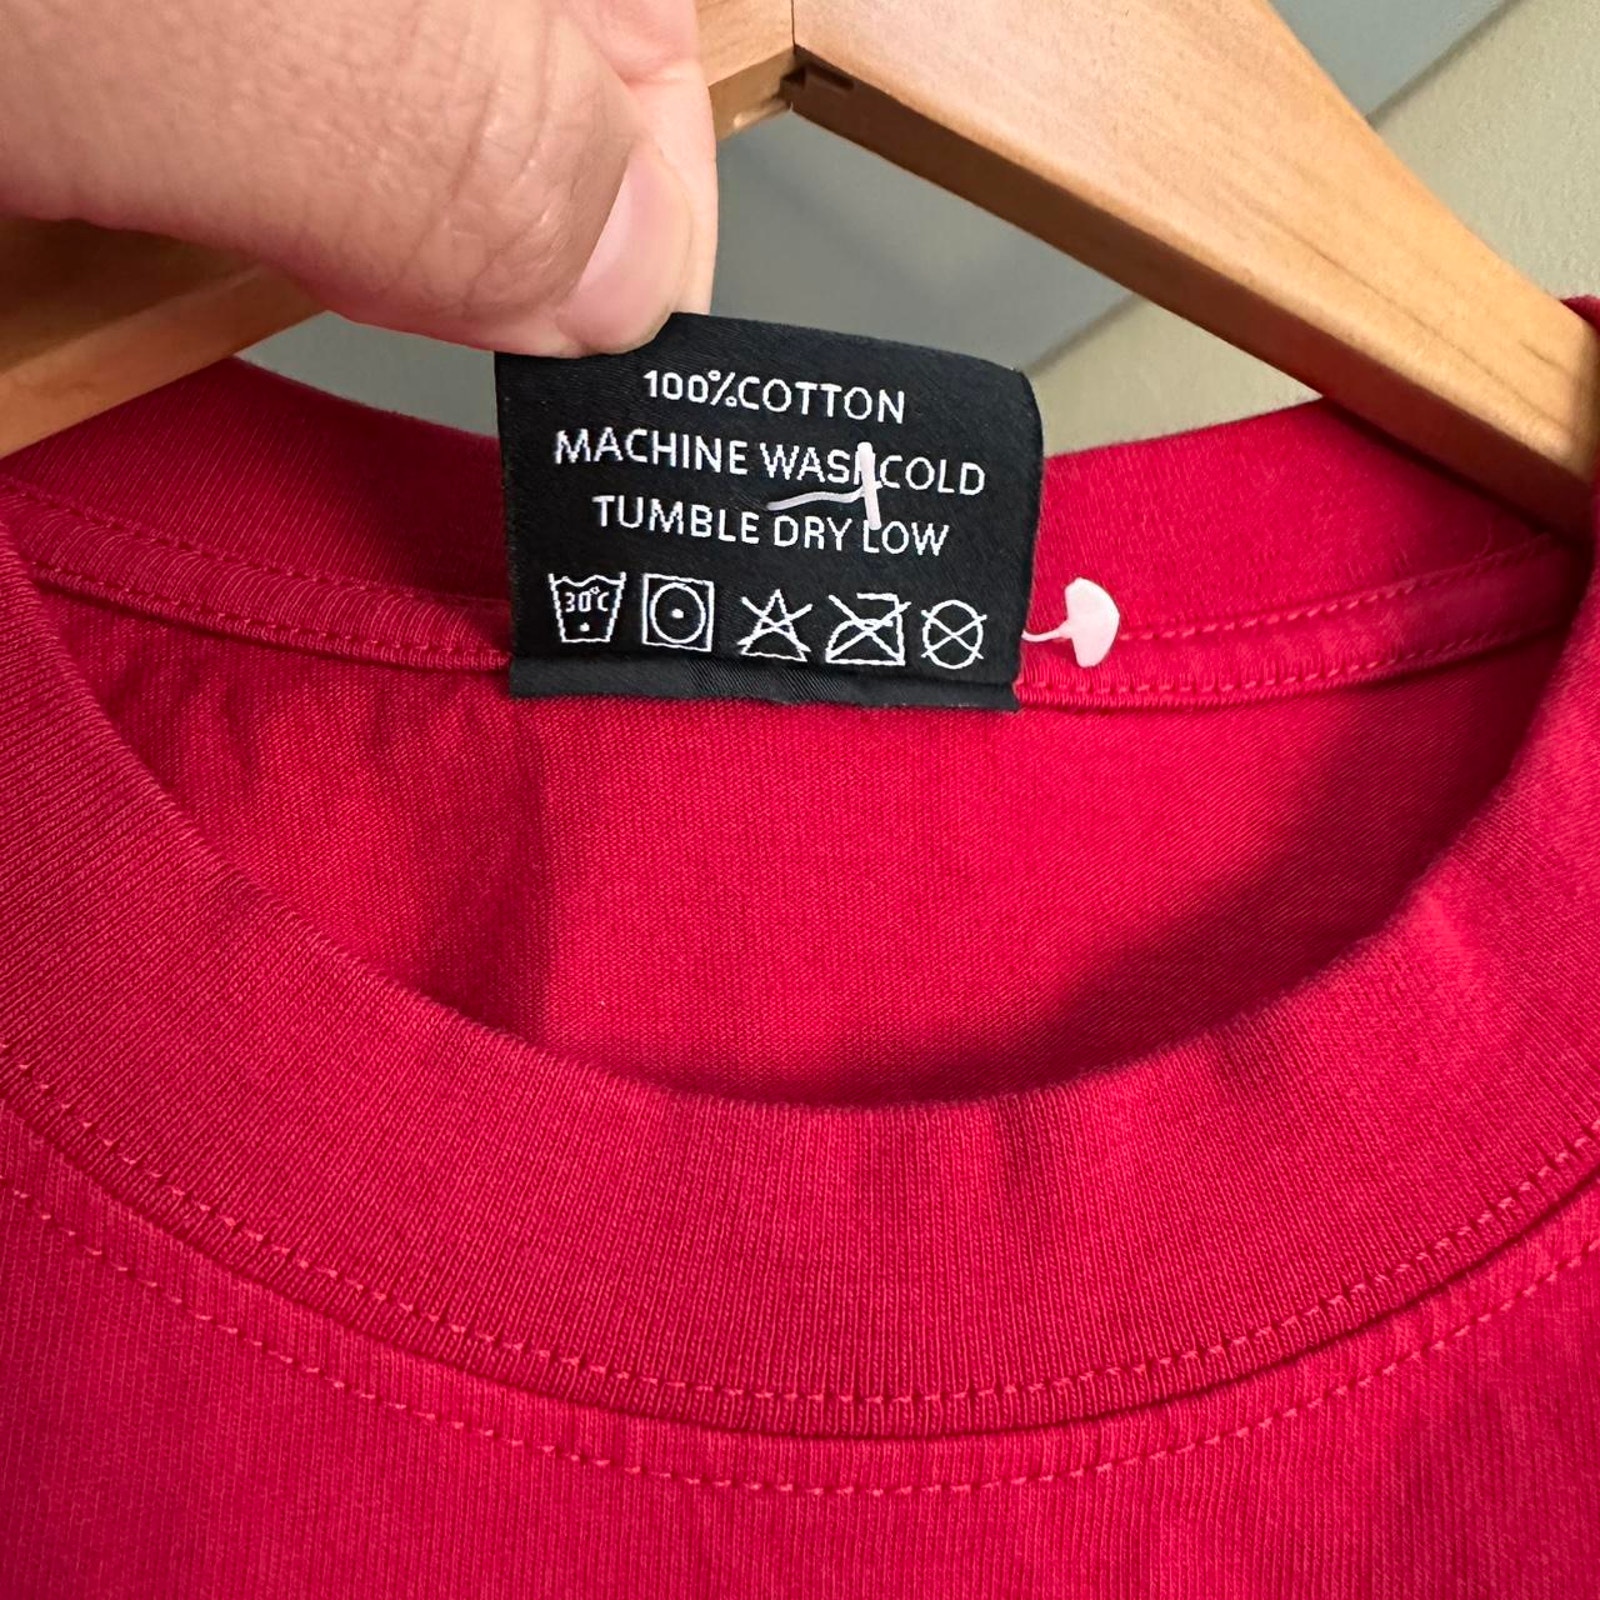 100%COTTON
MACHINE WASH COLD
TUMBLE DRY LOW
30°C